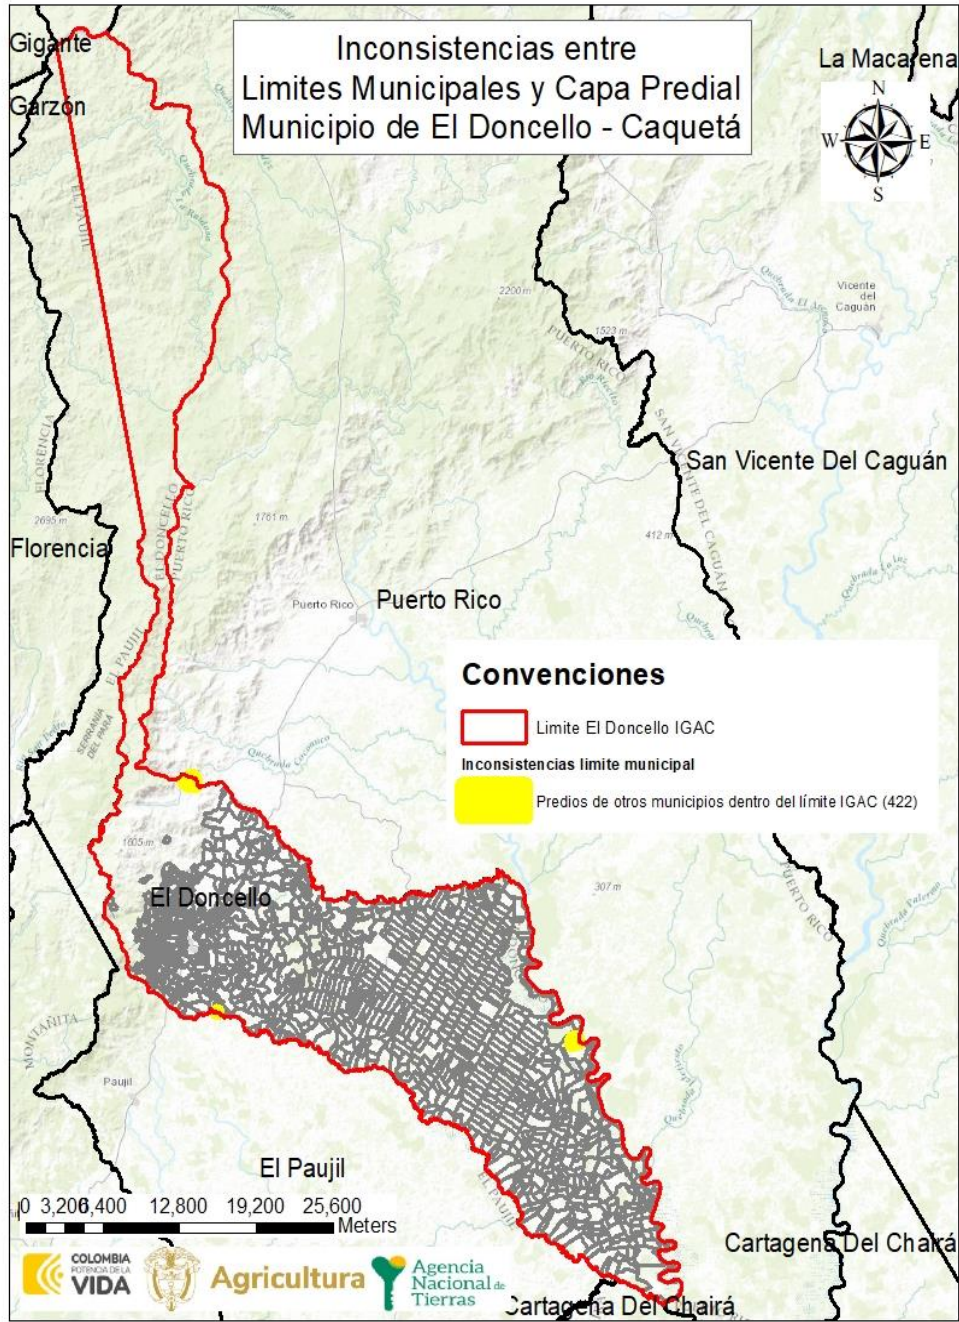 Inconsistencias entre
Limites Municipales y Capa Predial
Municipio de El Doncello - Caquetá
Gigante
Garzón
La Macarena
N
W
E
S
EL PAUJIL
Vicente
del
Caguán
2200 m
1523 m
PUERTO RICO
FLORENCIA
SAN VICENTE DEL CAGUÁN
San Vicente Del Caguán
2695 m
1761 m
412 m
EL DONCELLO
PUERTO RICO
Florencia
Puerto Rico
Puerto Rico
EL PAUJIL
SERRANIA
DEL PARÁ
Convenciones
Limite El Doncello IGAC
Inconsistencias limite municipal
Predios de otros municipios dentro del límite IGAC (422)
1605 m
El Doncello
307 m
PUERTO RICO
MONTAÑITA
Paujil
El Paujil
EL PAUJIL
0 3,200 6,400 12,800 19,200 25,600
Meters
Cartagena Del Chairá
Cartagena Del Chairá
COLOMBIA
POTENCIA DE LA
VIDA
Agricultura
Agencia
Nacional de
Tierras